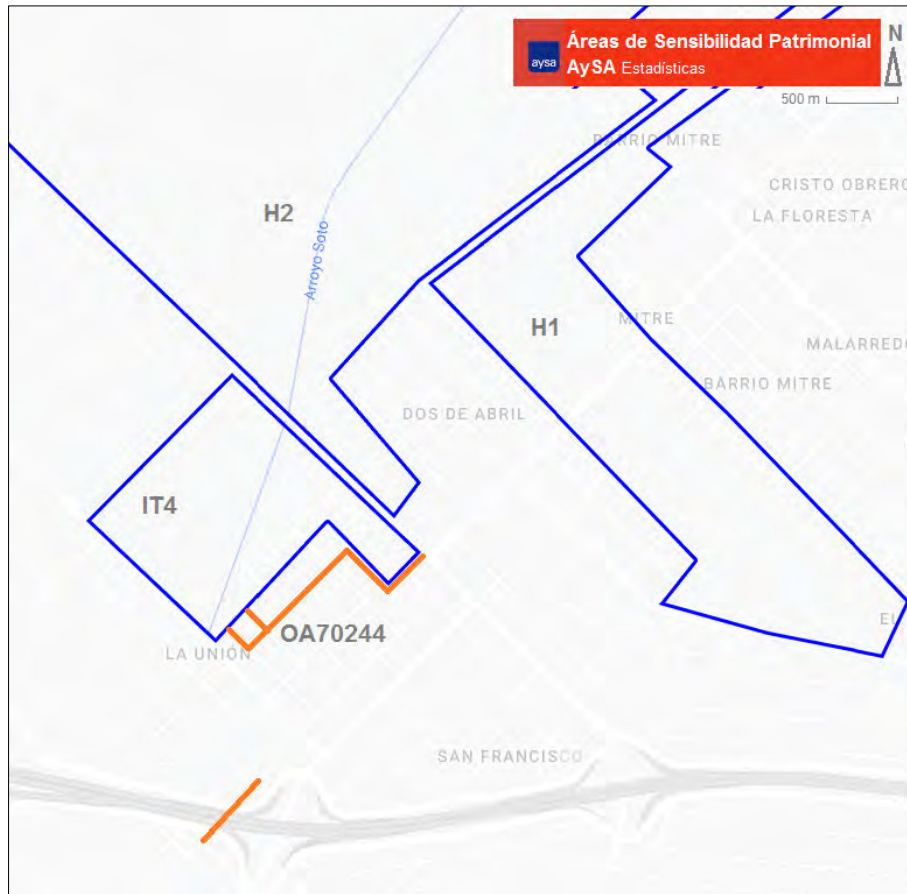 Áreas de Sensibilidad Patrimonial
aysa
AySA Estadísticas
N
500 m
BARRIO MITRE
CRISTO OBRERO
LA FLORESTA
H2
Arroyo Soto
H1
MITRE
MALARREDO
BARRIO MITRE
DOS DE ABRIL
IT4
EL
OA70244
LA UNIÓN
SAN FRANCISCO